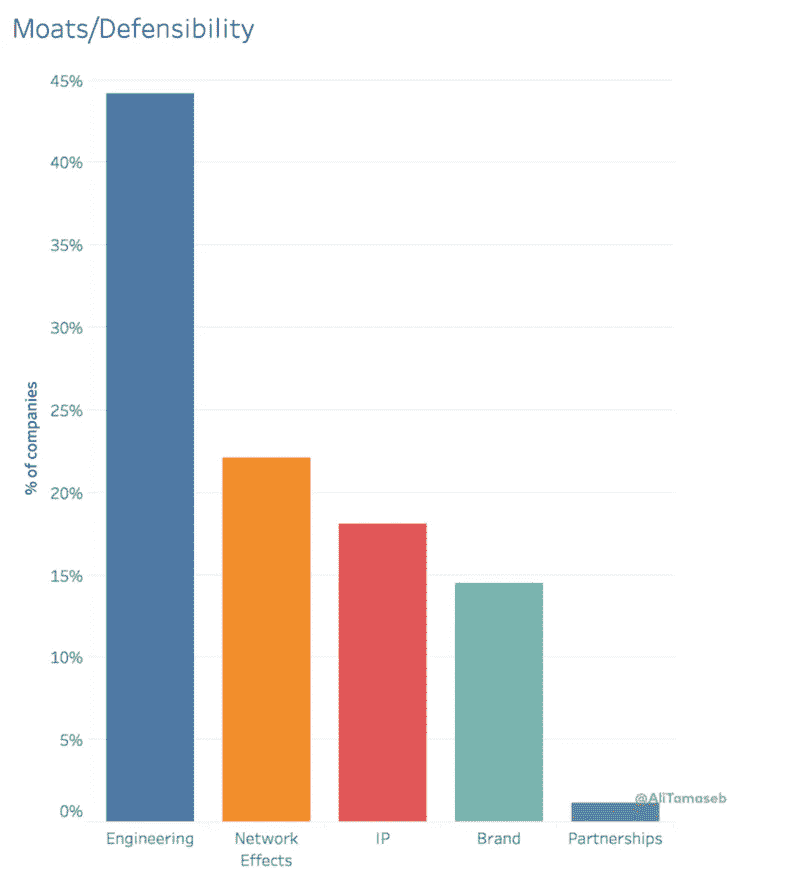 Moats/Defensibility
45%
40%
35%
30%
25%
20%
15%
10%
5%
0%
% of companies
@AliTamaseb
Engineering
Network
Effects
IP
Brand
Partnerships